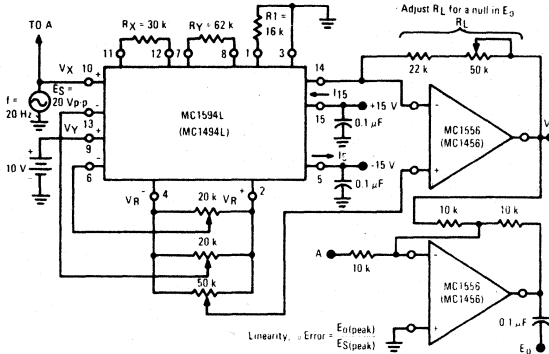 Adjust RL for a null in E0
RX = 30 k
RY = 62 k
R1 =
16 k
RL
TO A
11
12
7
8
1
3
14
22 k
50 k
VX
10
+
ES =
20 Vp-p
f =
20 Hz
-
13
VY
9
+
10 V
-
6
MC1594L
(MC1494L)
I15
+15 V
15
0.1 µF
-15 V
5
0.1 µF
-
MC1556
(MC1456)
+
V
VR-
4
VR+
2
20 k
20 k
50 k
10 k
10 k
A
10 k
-
MC1556
(MC1456)
+
0.1 µF
E0
Linearity, Error = E0(peak)
ES(peak)